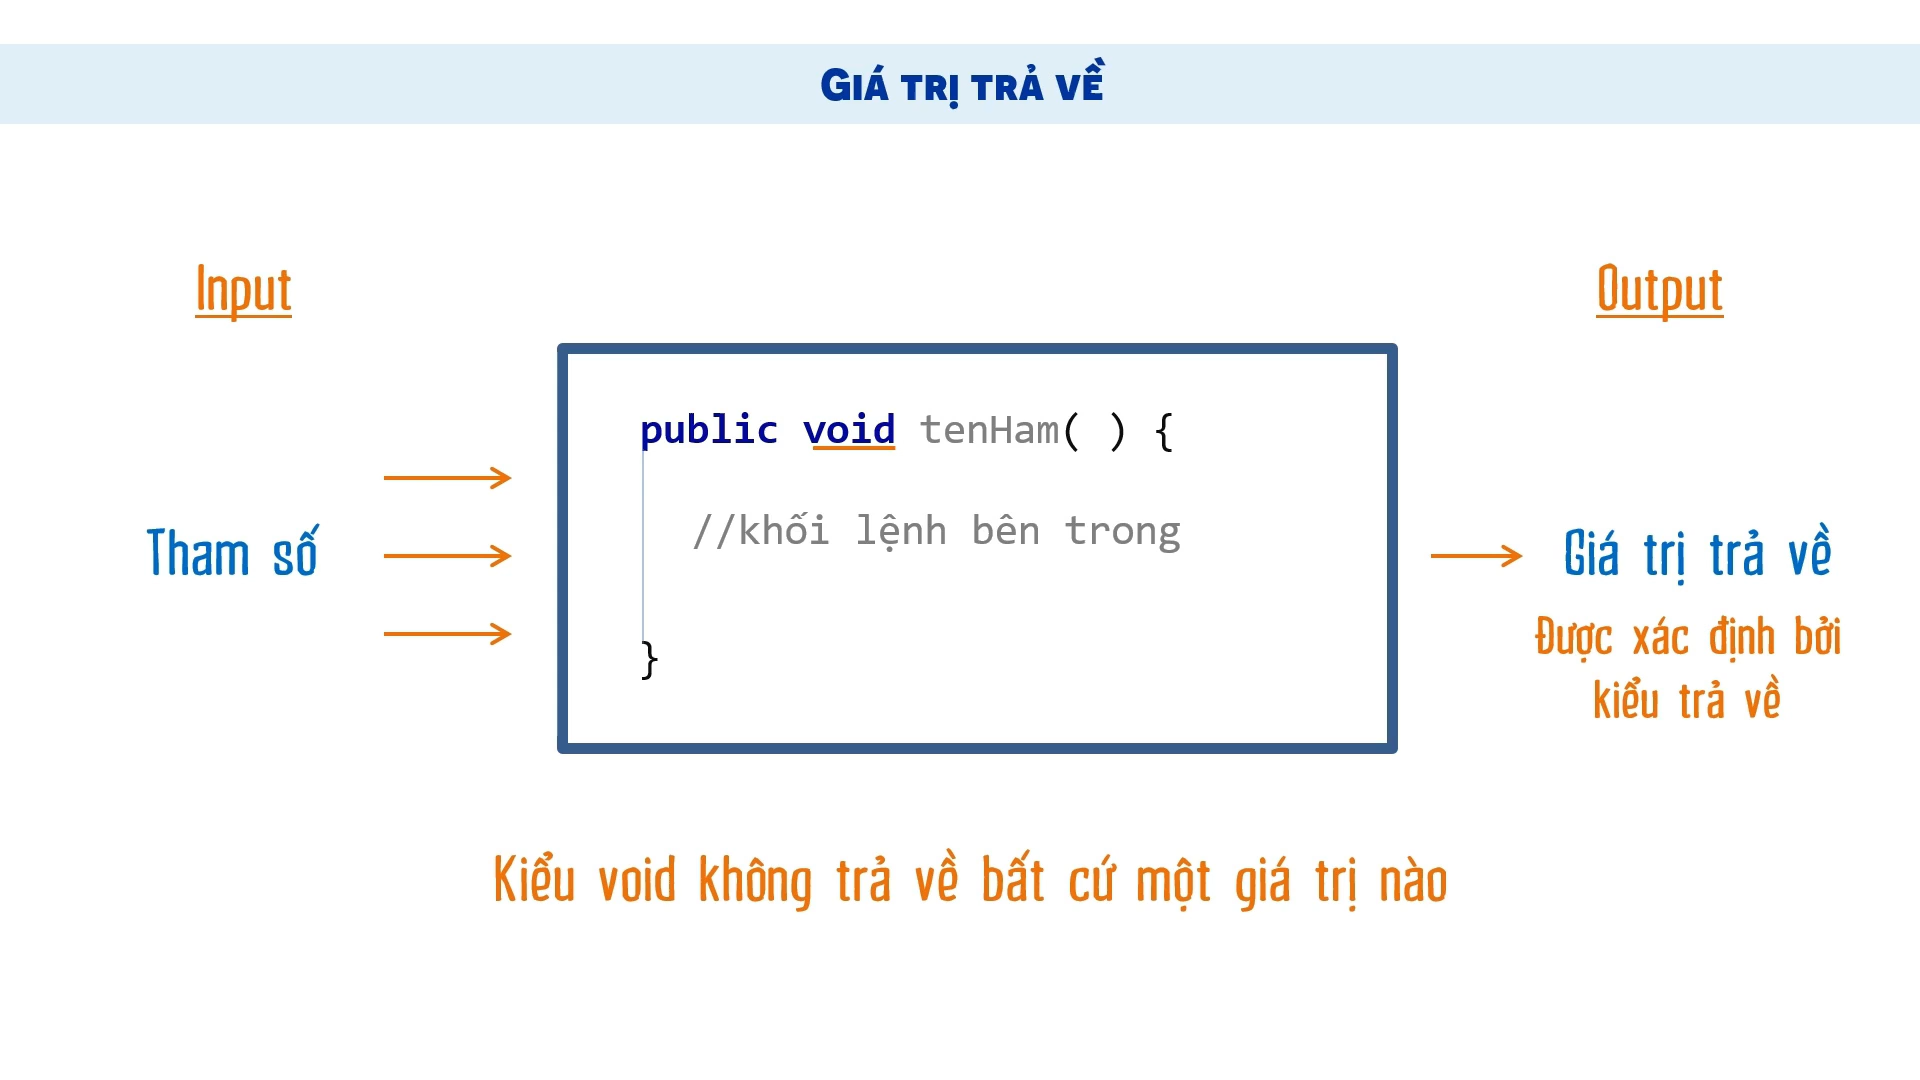 Giá trị trả về
Input
Output
public void tenHam( ) {
//khối lệnh bên trong
}
Tham số
Giá trị trả về
Được xác định bởi
kiểu trả về
Kiểu void không trả về bất cứ một giá trị nào